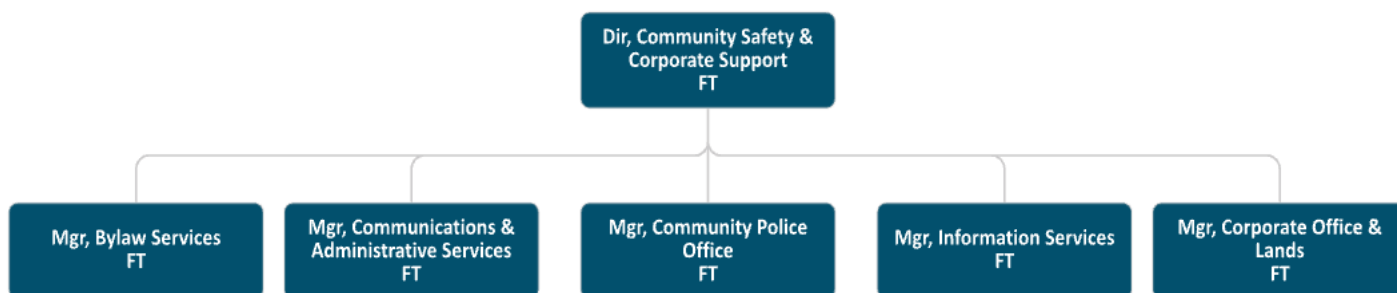 Dir, Community Safety &
Corporate Support
FT
Mgr, Bylaw Services
FT
Mgr, Communications &
Administrative Services
FT
Mgr, Community Police
Office
FT
Mgr, Information Services
FT
Mgr, Corporate Office &
Lands
FT